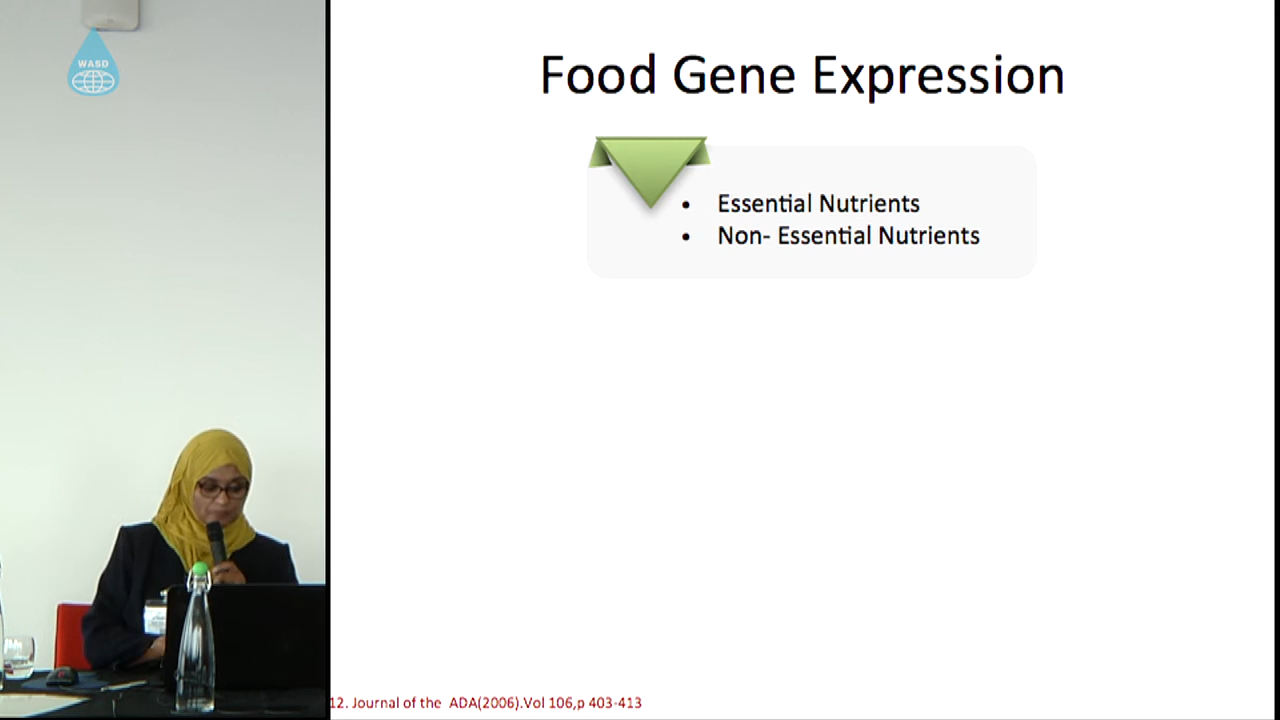 WASD
Food Gene Expression
• Essential Nutrients
• Non- Essential Nutrients
12. Journal of the ADA(2006).Vol 106,p 403-413